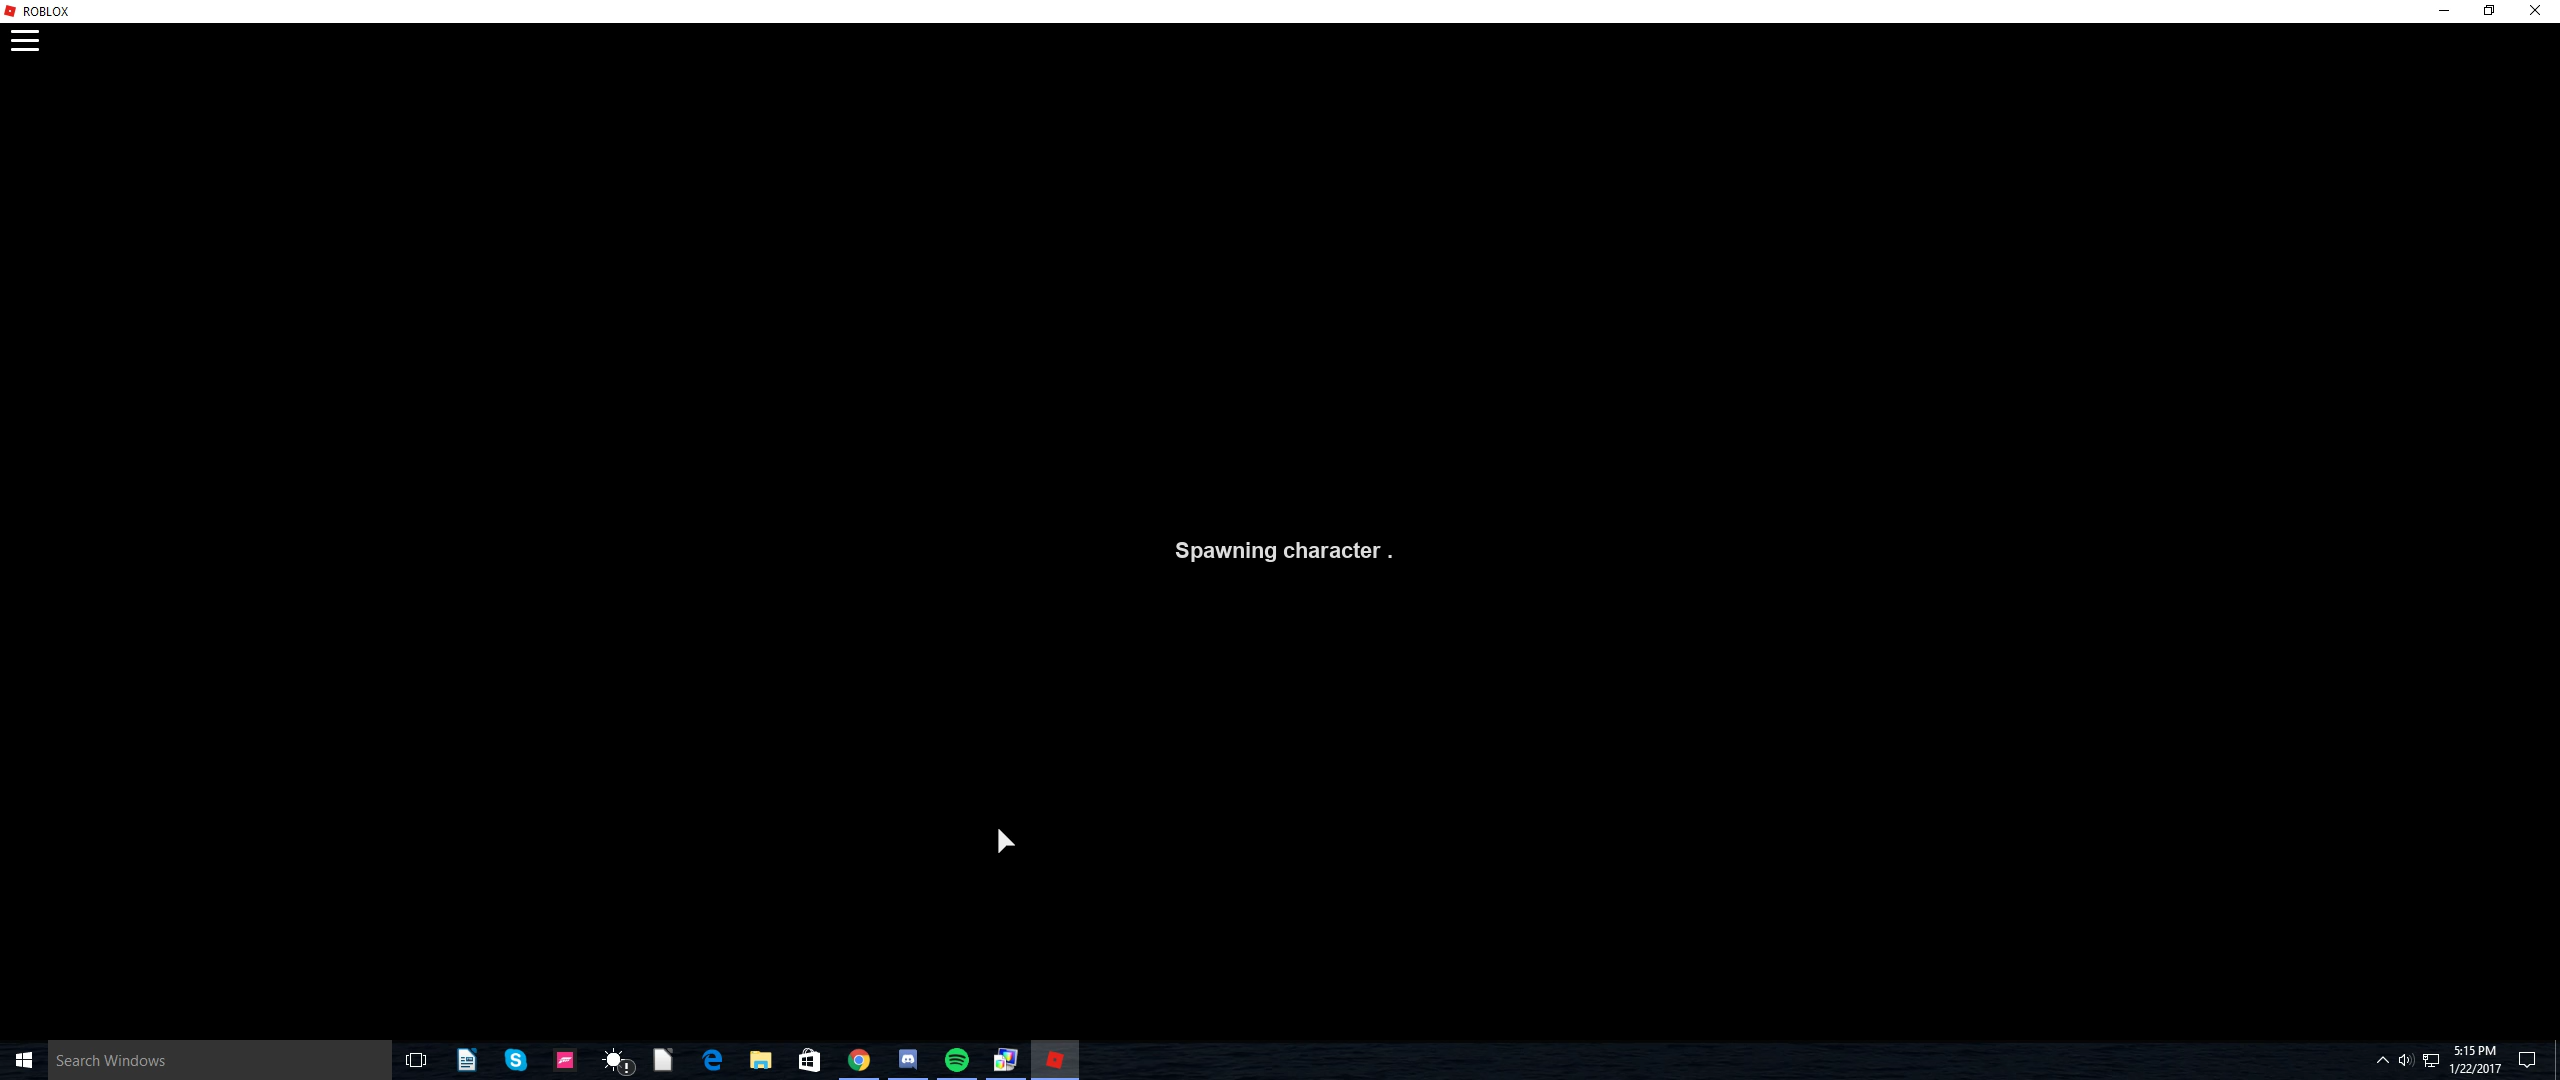 ROBLOX
Spawning character .
Search Windows
5:15 PM
1/22/2017